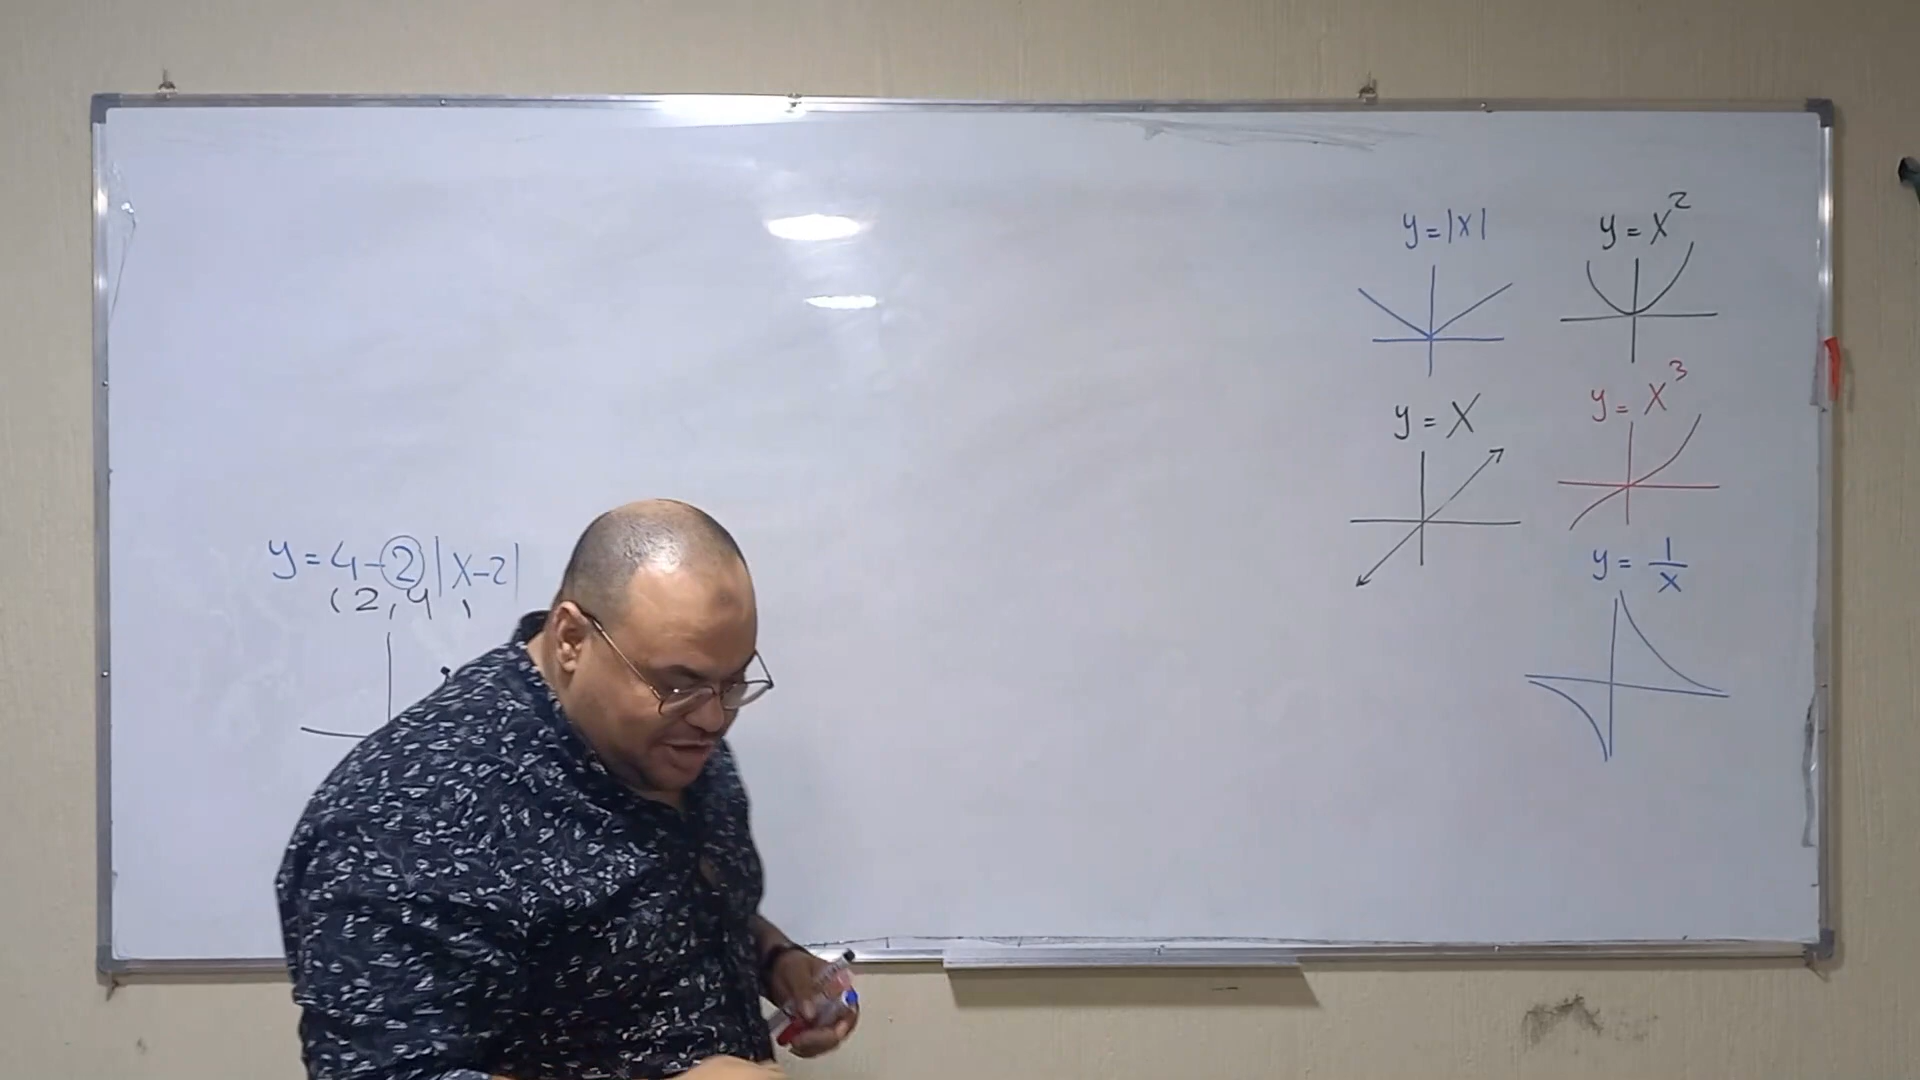 y = |x|
y = x²
y = x
y = x³
y = 1/x
y = 4 - 2 |x - 2|
(2, 4)